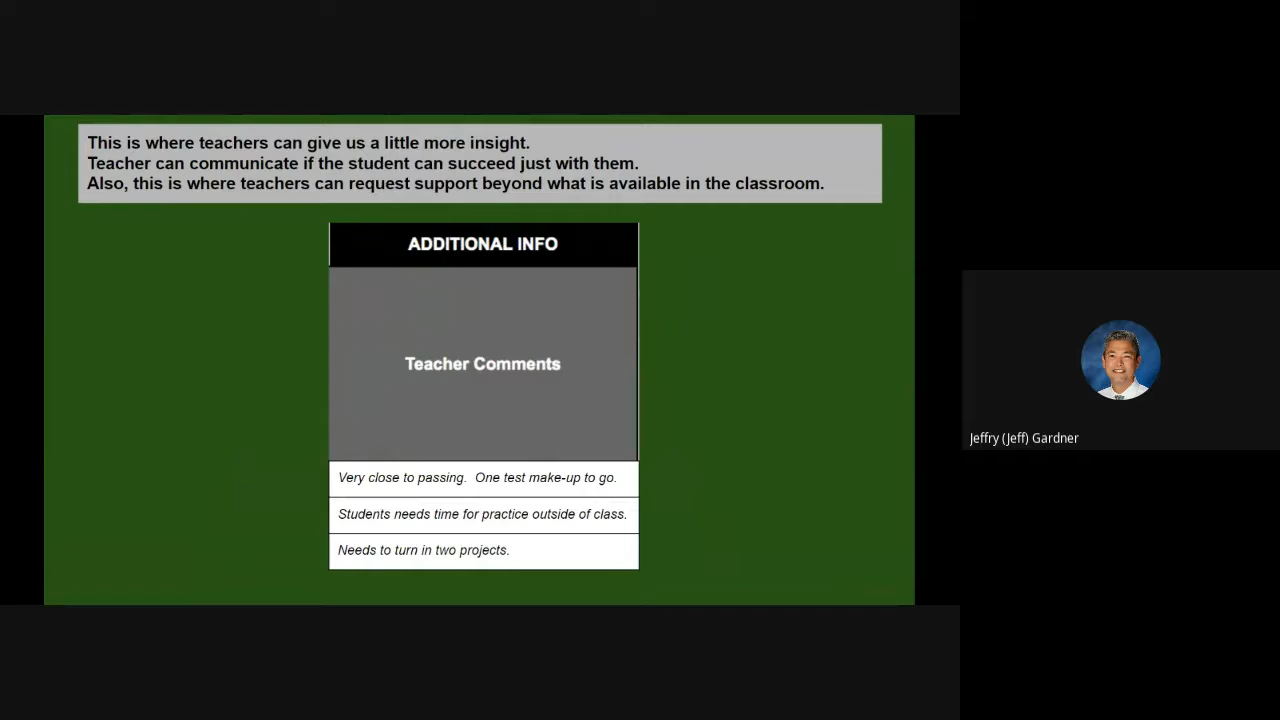 This is where teachers can give us a little more insight.
Teacher can communicate if the student can succeed just with them.
Also, this is where teachers can request support beyond what is available in the classroom.
ADDITIONAL INFO
Teacher Comments
Very close to passing.  One test make-up to go.
Students needs time for practice outside of class.
Needs to turn in two projects.
Jeffry (Jeff) Gardner